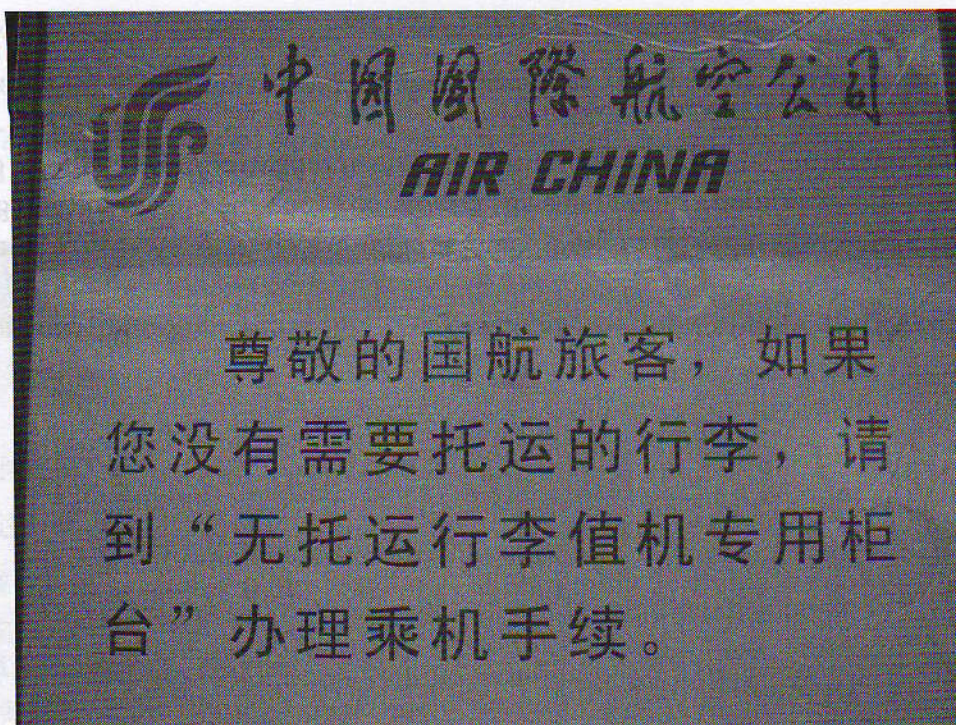 中国国際航空公司
AIR CHINA
尊敬的国航旅客，如果
您没有需要托运的行李，请
到“无托运行李值机专用柜
台”办理乘机手续。